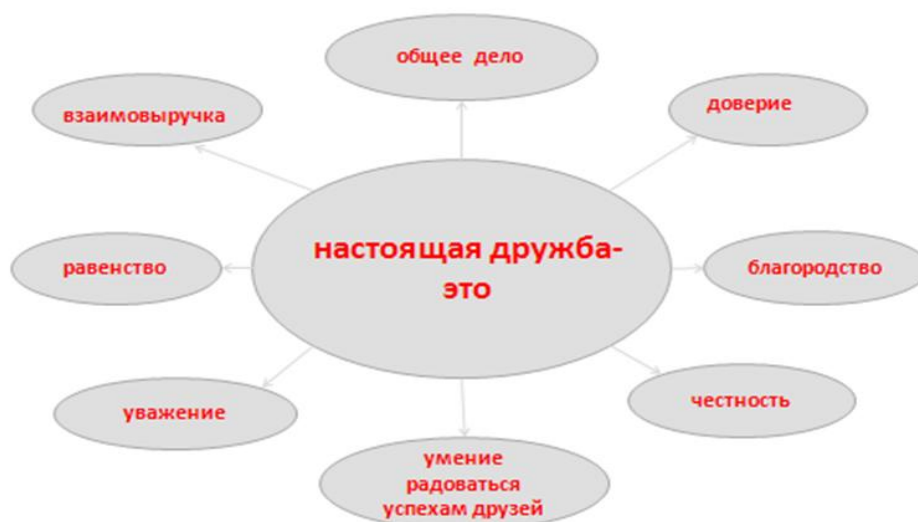 общее дело
взаимовыручка
доверие
настоящая дружба-
это
равенство
благородство
уважение
честность
умение
радоваться
успехам друзей